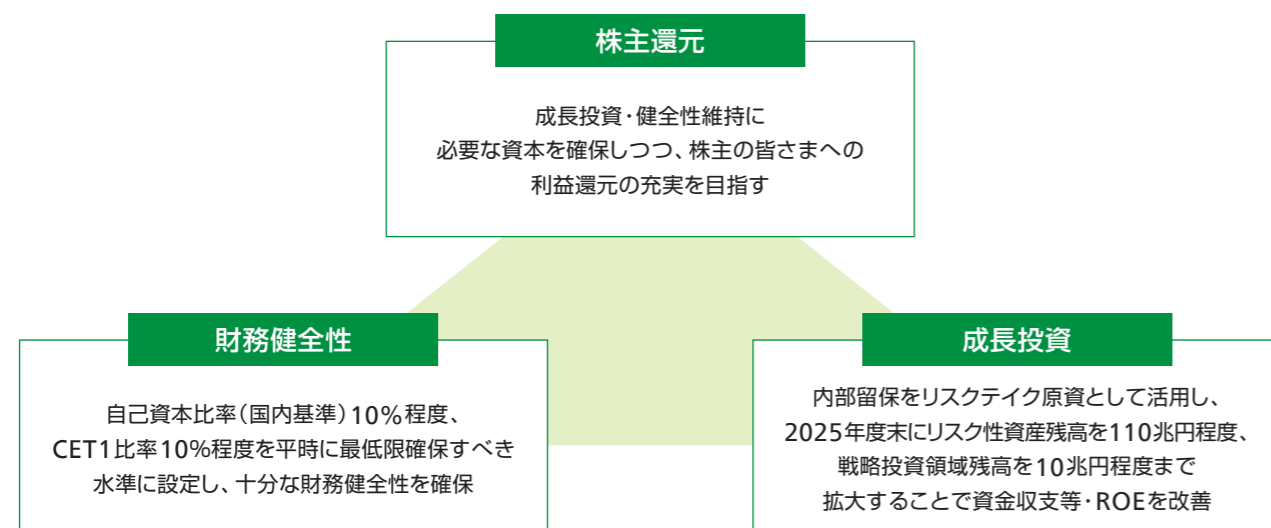 株主還元
成長投資・健全性維持に
必要な資本を確保しつつ、株主の皆さまへの
利益還元の充実を目指す
財務健全性
自己資本比率（国内基準）10％程度、
CET1比率10％程度を平時に最低限確保すべき
水準に設定し、十分な財務健全性を確保
成長投資
内部留保をリスクテイク原資として活用し、
2025年度末にリスク性資産残高を110兆円程度、
戦略投資領域残高を10兆円程度まで
拡大することで資金収支等・ROEを改善